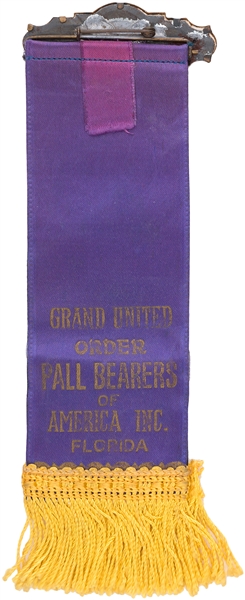 GRAND UNITED
ORDER
PALL BEARERS
OF
AMERICA INC.
FLORIDA